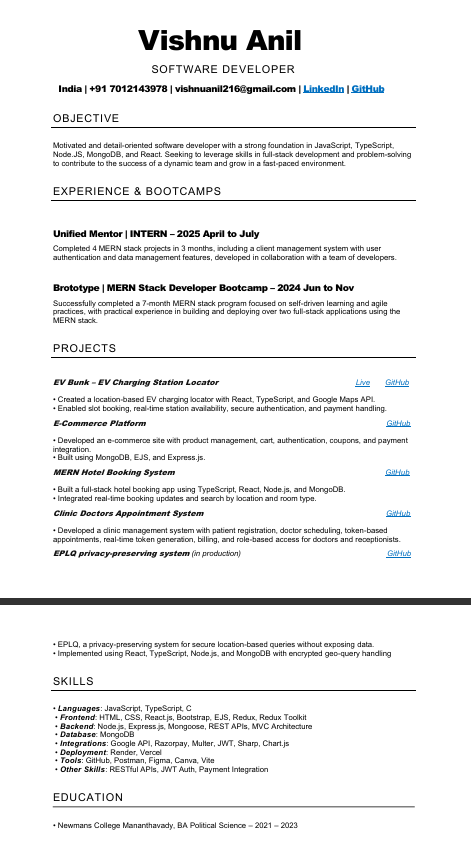 Vishnu Anil
SOFTWARE DEVELOPER
India | +91 7012143978 | vishnuanil216@gmail.com | LinkedIn | GitHub
OBJECTIVE
Motivated and detail-oriented software developer with a strong foundation in JavaScript, TypeScript,
Node.JS, MongoDB, and React. Seeking to leverage skills in full-stack development and problem-solving
to contribute to the success of a dynamic team and grow in a fast-paced environment.
EXPERIENCE & BOOTCAMPS
Unified Mentor | INTERN – 2025 April to July
Completed 4 MERN stack projects in 3 months, including a client management system with user
authentication and data management features, developed in collaboration with a team of developers.
Brototype | MERN Stack Developer Bootcamp – 2024 Jun to Nov
Successfully completed a 7-month MERN stack program focused on self-driven learning and agile
practices, with practical experience in building and deploying over two full-stack applications using the
MERN stack.
PROJECTS
EV Bunk – EV Charging Station Locator Live GitHub
• Created a location-based EV charging locator with React, TypeScript, and Google Maps API.
• Enabled slot booking, real-time station availability, secure authentication, and payment handling.
E-Commerce Platform GitHub
• Developed an e-commerce site with product management, cart, authentication, coupons, and payment
integration.
• Built using MongoDB, EJS, and Express.js.
MERN Hotel Booking System GitHub
• Built a full-stack hotel booking app using TypeScript, React, Node.js, and MongoDB.
• Integrated real-time booking updates and search by location and room type.
Clinic Doctors Appointment System GitHub
• Developed a clinic management system with patient registration, doctor scheduling, token-based
appointments, real-time token generation, billing, and role-based access for doctors and receptionists.
EPLQ privacy-preserving system (in production) GitHub
• EPLQ, a privacy-preserving system for secure location-based queries without exposing data.
• Implemented using React, TypeScript, Node.js, and MongoDB with encrypted geo-query handling
SKILLS
• Languages: JavaScript, TypeScript, C
• Frontend: HTML, CSS, React.js, Bootstrap, EJS, Redux, Redux Toolkit
• Backend: Node.js, Express.js, Mongoose, REST APIs, MVC Architecture
• Database: MongoDB
• Integrations: Google API, Razorpay, Multer, JWT, Sharp, Chart.js
• Deployment: Render, Vercel
• Tools: GitHub, Postman, Figma, Canva, Vite
• Other Skills: RESTful APIs, JWT Auth, Payment Integration
EDUCATION
• Newmans College Mananthavady, BA Political Science – 2021 – 2023